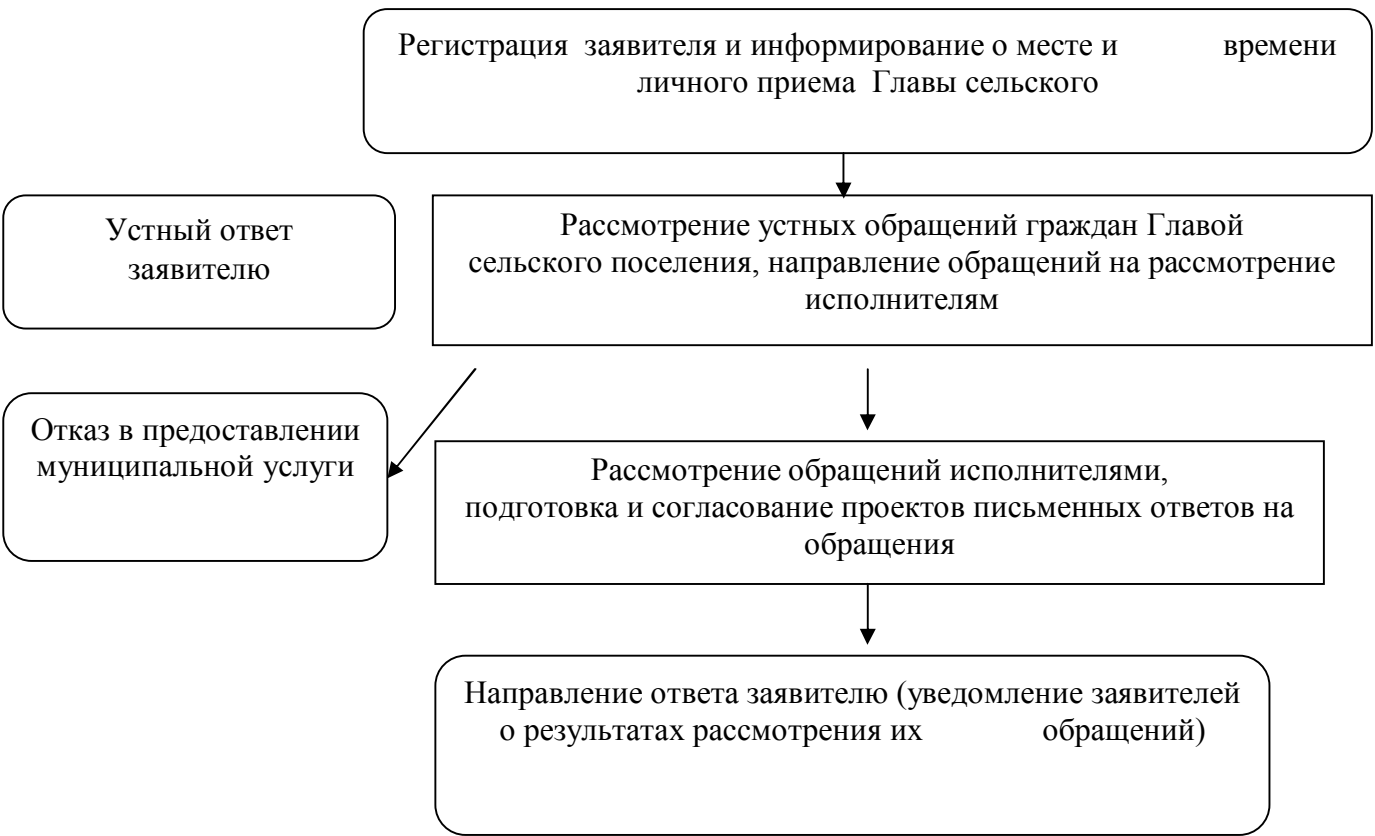 Регистрация заявителя и информирование о месте и времени
личного приема Главы сельского
Устный ответ
заявителю
Рассмотрение устных обращений граждан Главой
сельского поселения, направление обращений на рассмотрение
исполнителям
Отказ в предоставлении
муниципальной услуги
Рассмотрение обращений исполнителями,
подготовка и согласование проектов письменных ответов на
обращения
Направление ответа заявителю (уведомление заявителей
о результатах рассмотрения их обращений)